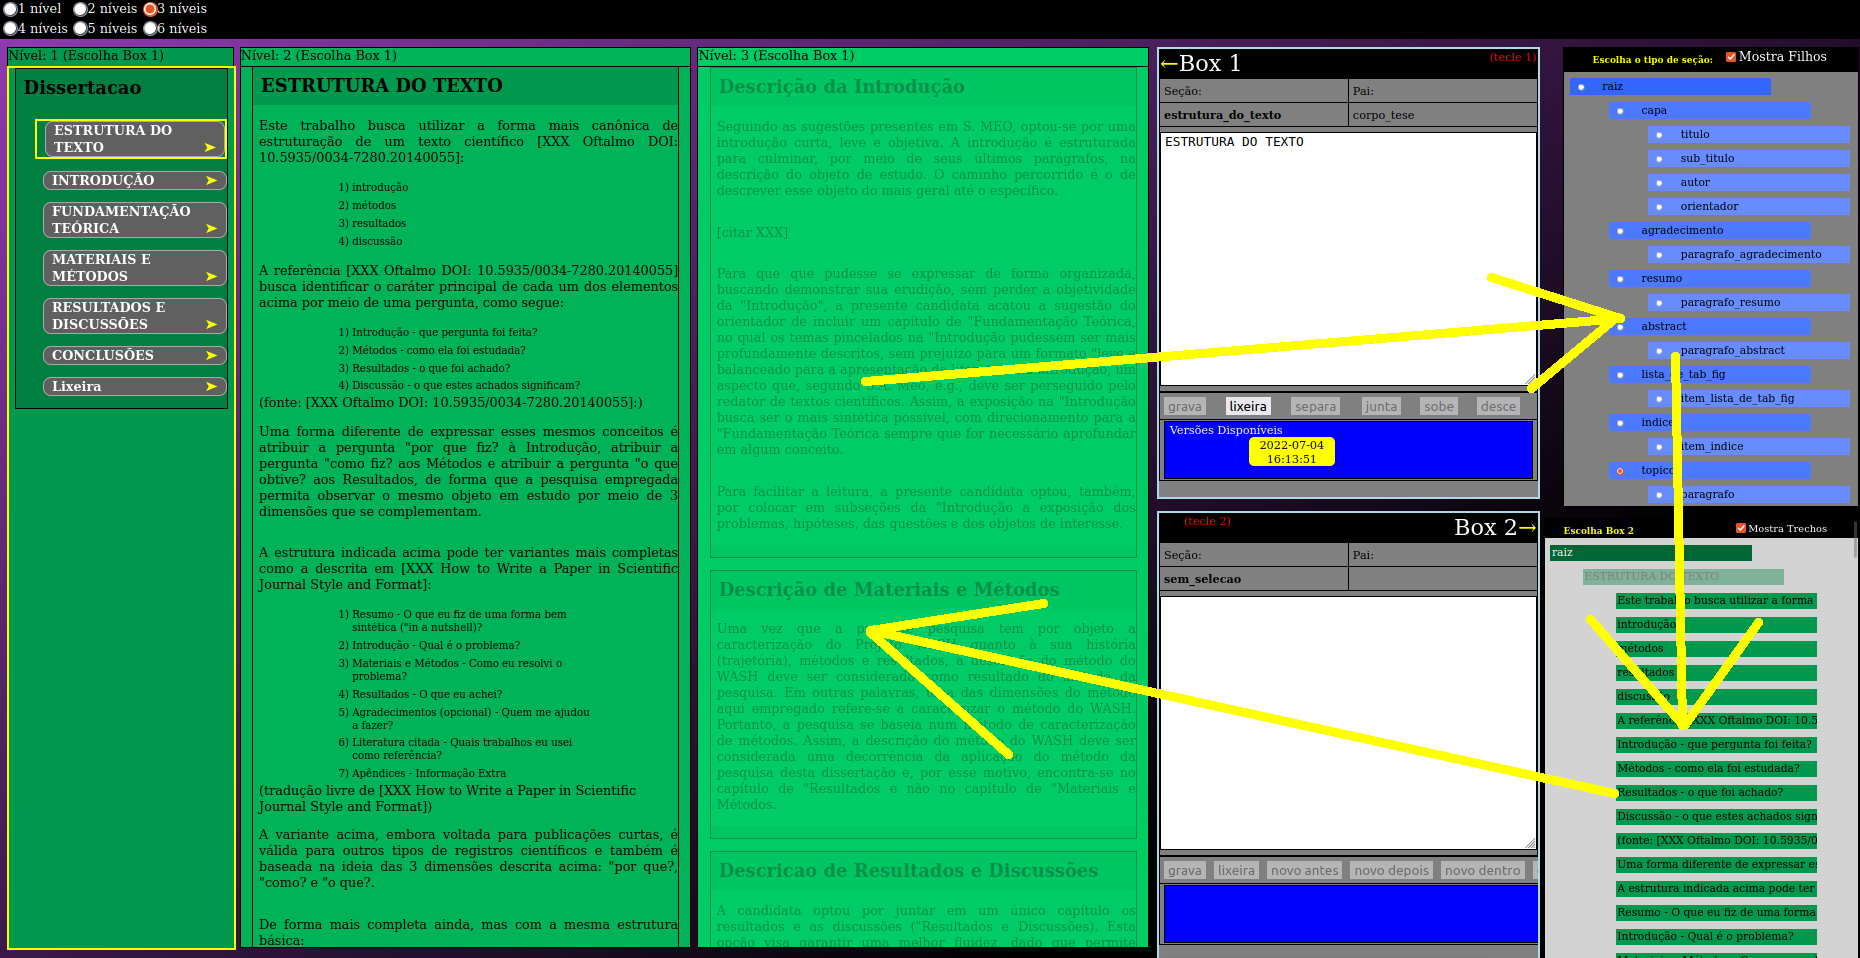 1 nível 2 níveis 3 níveis
4 níveis 5 níveis 6 níveis
Nível: 1 (Escolha Box 1)
Dissertacao
ESTRUTURA DO
TEXTO ➤
INTRODUÇÃO ➤
FUNDAMENTAÇÃO
TEÓRICA ➤
MATERIAIS E
MÉTODOS ➤
RESULTADOS E
DISCUSSÕES ➤
CONCLUSÕES ➤
Lixeira ➤
Nível: 2 (Escolha Box 1)
ESTRUTURA DO TEXTO
Este trabalho busca utilizar a forma mais canônica de
estruturação de um texto científico [XXX Oftalmo DOI:
10.5935/0034-7280.20140055]:
1) introdução
2) métodos
3) resultados
4) discussão
A referência [XXX Oftalmo DOI: 10.5935/0034-7280.20140055]
busca identificar o caráter principal de cada um dos elementos
acima por meio de uma pergunta, como segue:
1) Introdução - que pergunta foi feita?
2) Métodos - como ela foi estudada?
3) Resultados - o que foi achado?
4) Discussão - o que estes achados significam?
(fonte: [XXX Oftalmo DOI: 10.5935/0034-7280.20140055]:)
Uma forma diferente de expressar esses mesmos conceitos é
atribuir a pergunta "por que fiz? à Introdução, atribuir a
pergunta "como fiz? aos Métodos e atribuir a pergunta "o que
obtive? aos Resultados, de forma que a pesquisa empregada
permita observar o mesmo objeto em estudo por meio de 3
dimensões que se complementam.
A estrutura indicada acima pode ter variantes mais completas
como a descrita em [XXX How to Write a Paper in Scientific
Journal Style and Format]:
1) Resumo - O que eu fiz de uma forma bem
sintética ("in a nutshell)?
2) Introdução - Qual é o problema?
3) Materiais e Métodos - Como eu resolvi o
problema?
4) Resultados - O que eu achei?
5) Agradecimentos (opcional) - Quem me ajudou
a fazer?
6) Literatura citada - Quais trabalhos eu usei
como referência?
7) Apêndices - Informação Extra
(tradução livre de [XXX How to Write a Paper in Scientific
Journal Style and Format])
A variante acima, embora voltada para publicações curtas, é
válida para outros tipos de registros científicos e também é
baseada na ideia das 3 dimensões descrita acima: "por que?,
"como? e "o que?.
De forma mais completa ainda, mas com a mesma estrutura
básica:
Nível: 3 (Escolha Box 1)
Descrição da Introdução
Seguindo as sugestões presentes em S. MEO, optou-se por uma
introdução curta, leve e objetiva. A introdução é estruturada
para culminar, por meio de seus últimos parágrafos, na
descrição do objeto de estudo. O caminho percorrido é o de
descrever esse objeto do mais geral até o específico.
[citar XXX]
Para que que pudesse se expressar de forma organizada,
buscando demonstrar sua erudição, sem perder a objetividade
da "Introdução", a presente candidata acatou a sugestão do
orientador de incluir um capítulo de "Fundamentação Teórica,
no qual os temas pincelados na "Introdução pudessem ser mais
profundamente descritos, sem prejuízo para um formato "leve e
balanceado para a apresentação da introdução, um
aspecto que, segundo S.A. Meo, e.g., deve ser perseguido pelo
redator de textos científicos. Assim, a exposição na "Introdução
busca ser o mais sintética possível, com direcionamento para a
"Fundamentação Teórica sempre que for necessário aprofundar
em algum conceito.
Para facilitar a leitura, a presente candidata optou, também,
por colocar em subseções da "Introdução a exposição dos
problemas, hipóteses, das questões e dos objetos de interesse.
Descrição de Materiais e Métodos
Uma vez que a pesquisa tem por objeto a
caracterização do Projeto WASH quanto à sua história
(trajetória), métodos e resultados, a descrição do método do
WASH deve ser considerada como resultado do método da
pesquisa. Em outras palavras, uma das dimensões do método
aqui empregado refere-se a caracterizar o método do WASH.
Portanto, a pesquisa se baseia num método de caracterização
de métodos. Assim, a descrição do método do WASH deve ser
considerada uma decorrência da aplicação do método da
pesquisa desta dissertação e, por esse motivo, encontra-se no
capítulo de "Resultados e não no capítulo de "Materiais e
Métodos.
Descricao de Resultados e Discussões
A candidata optou por juntar em um único capítulo os
resultados e as discussões ("Resultados e Discussões). Esta
opção visa garantir uma melhor fluidez, dado que permite
←Box 1 (tecle 1)
Seção: Pai:
estrutura_do_texto corpo_tese
ESTRUTURA DO TEXTO
grava lixeira separa junta sobe desce
Versões Disponíveis
2022-07-04
16:13:51
(tecle 2) Box 2→
Seção: Pai:
sem_selecao
grava lixeira novo antes novo depois novo dentro
Escolha o tipo de seção: Mostra Filhos
raiz
capa
titulo
sub_titulo
autor
orientador
agradecimento
paragrafo_agradecimento
resumo
paragrafo_resumo
abstract
paragrafo_abstract
lista_de_tab_fig
item_lista_de_tab_fig
indice
item_indice
topico
paragrafo
Escolha Box 2 Mostra Trechos
raiz
ESTRUTURA DO TEXTO
Este trabalho busca utilizar a forma
introdução
métodos
resultados
discussão
A referência [XXX Oftalmo DOI: 10.5
Introdução - que pergunta foi feita?
Métodos - como ela foi estudada?
Resultados - o que foi achado?
Discussão - o que estes achados sign
(fonte: [XXX Oftalmo DOI: 10.5935/0
Uma forma diferente de expressar es
A estrutura indicada acima pode ter
Resumo - O que eu fiz de uma forma
Introdução - Qual é o problema?